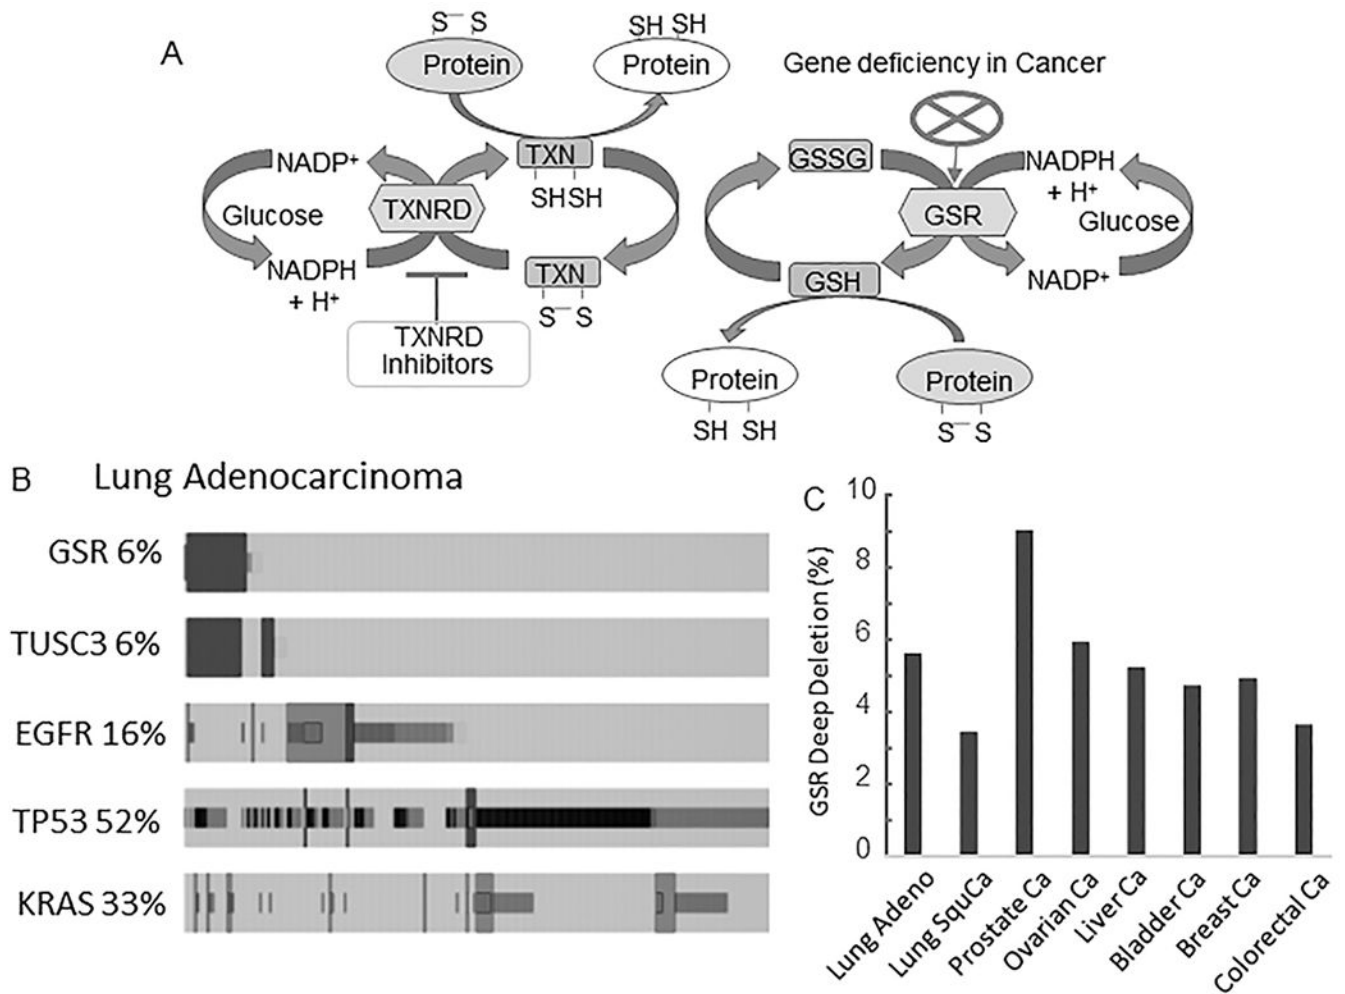 A
S – S
Protein
SH SH
Protein
Gene deficiency in Cancer
NADP+
TXN
SH SH
TXNRD
Glucose
NADPH
+ H+
TXN
S – S
TXNRD
Inhibitors
GSSG
NADPH
+ H+
GSR
Glucose
GSH
NADP+
Protein
SH SH
Protein
S – S
B Lung Adenocarcinoma
GSR 6%
TUSC3 6%
EGFR 16%
TP53 52%
KRAS 33%
C
GSR Deep Deletion (%)
10
8
6
4
2
0
Lung Adeno
Lung SquCa
Prostate Ca
Ovarian Ca
Liver Ca
Bladder Ca
Breast Ca
Colorectal Ca